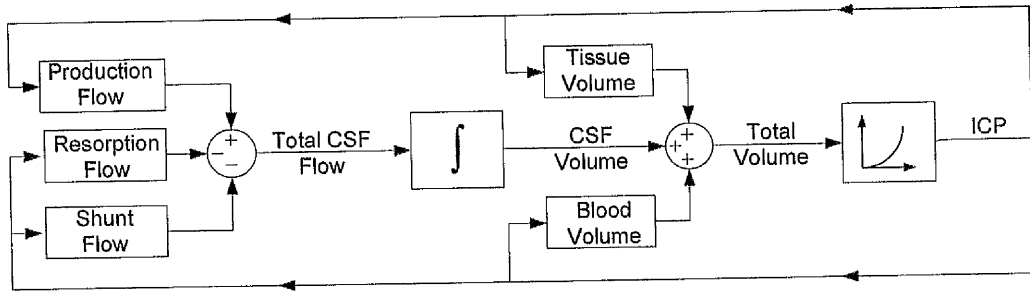 Production
Flow
Resorption
Flow
Shunt
Flow
+
−
−
Total CSF
Flow
∫
Tissue
Volume
CSF
Volume
Blood
Volume
+
+
+
Total
Volume
ICP